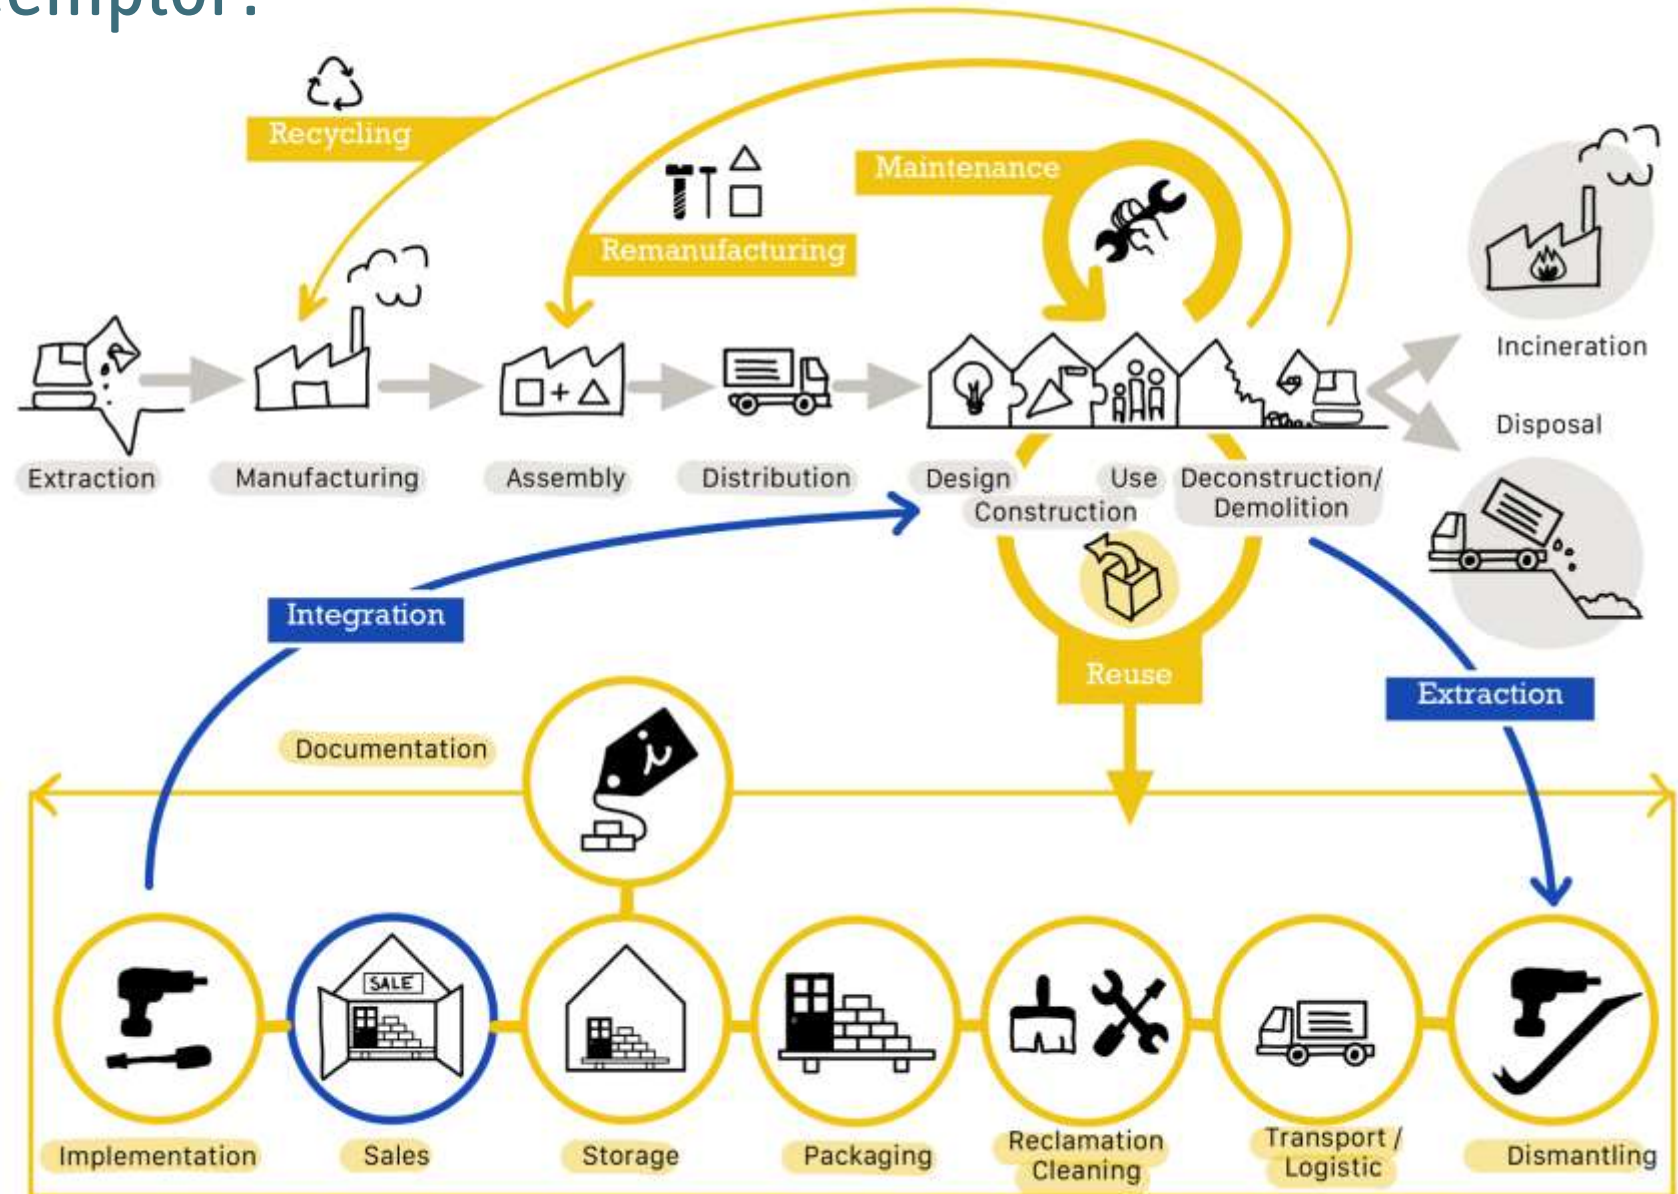 Recycling
Maintenance
Remanufacturing
Incineration
Disposal
Extraction
Manufacturing
Assembly
Distribution
Design
Use
Deconstruction/
Demolition
Construction
Integration
Reuse
Extraction
Documentation
i
SALE
Implementation
Sales
Storage
Packaging
Reclamation
Cleaning
Transport /
Logistic
Dismantling